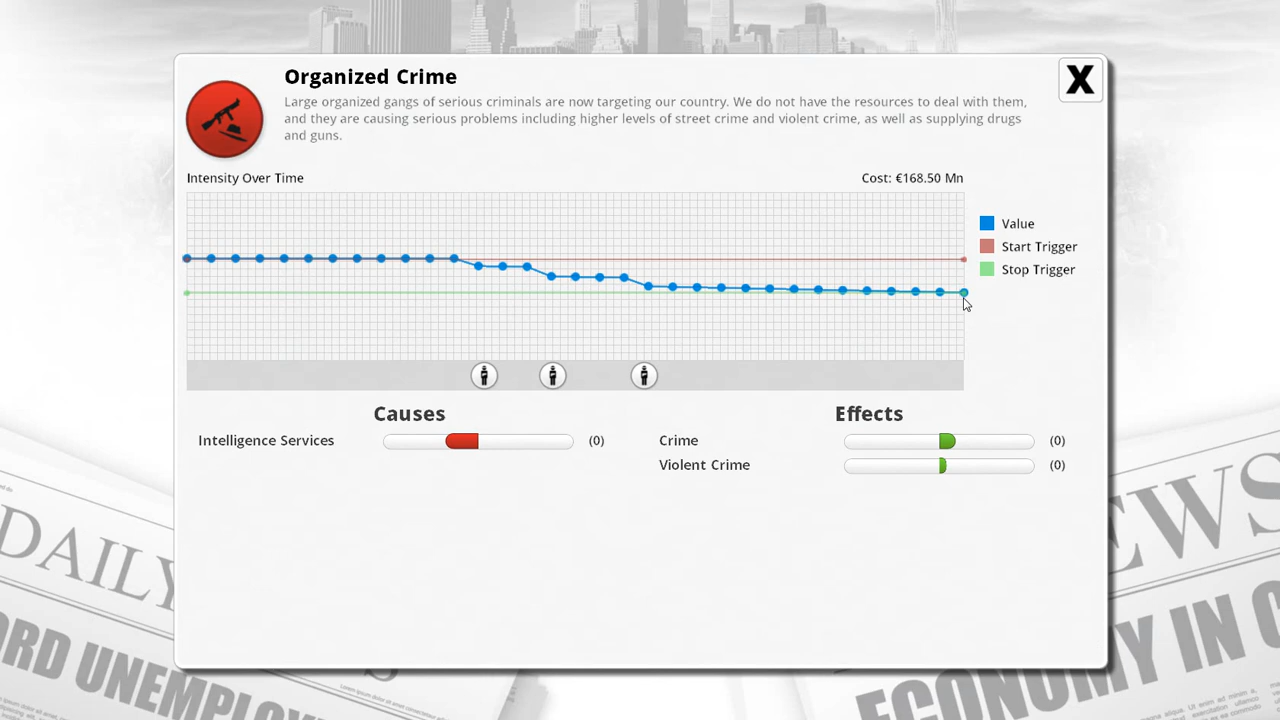 Organized Crime
X
Large organized gangs of serious criminals are now targeting our country. We do not have the resources to deal with them,
and they are causing serious problems including higher levels of street crime and violent crime, as well as supplying drugs
and guns.
Intensity Over Time
Cost: €168.50 Mn
Value
Start Trigger
Stop Trigger
Causes
Intelligence Services (0)
Effects
Crime (0)
Violent Crime (0)
DAILY
ORD UNEMPLO
EWS
ECONOMY IN C